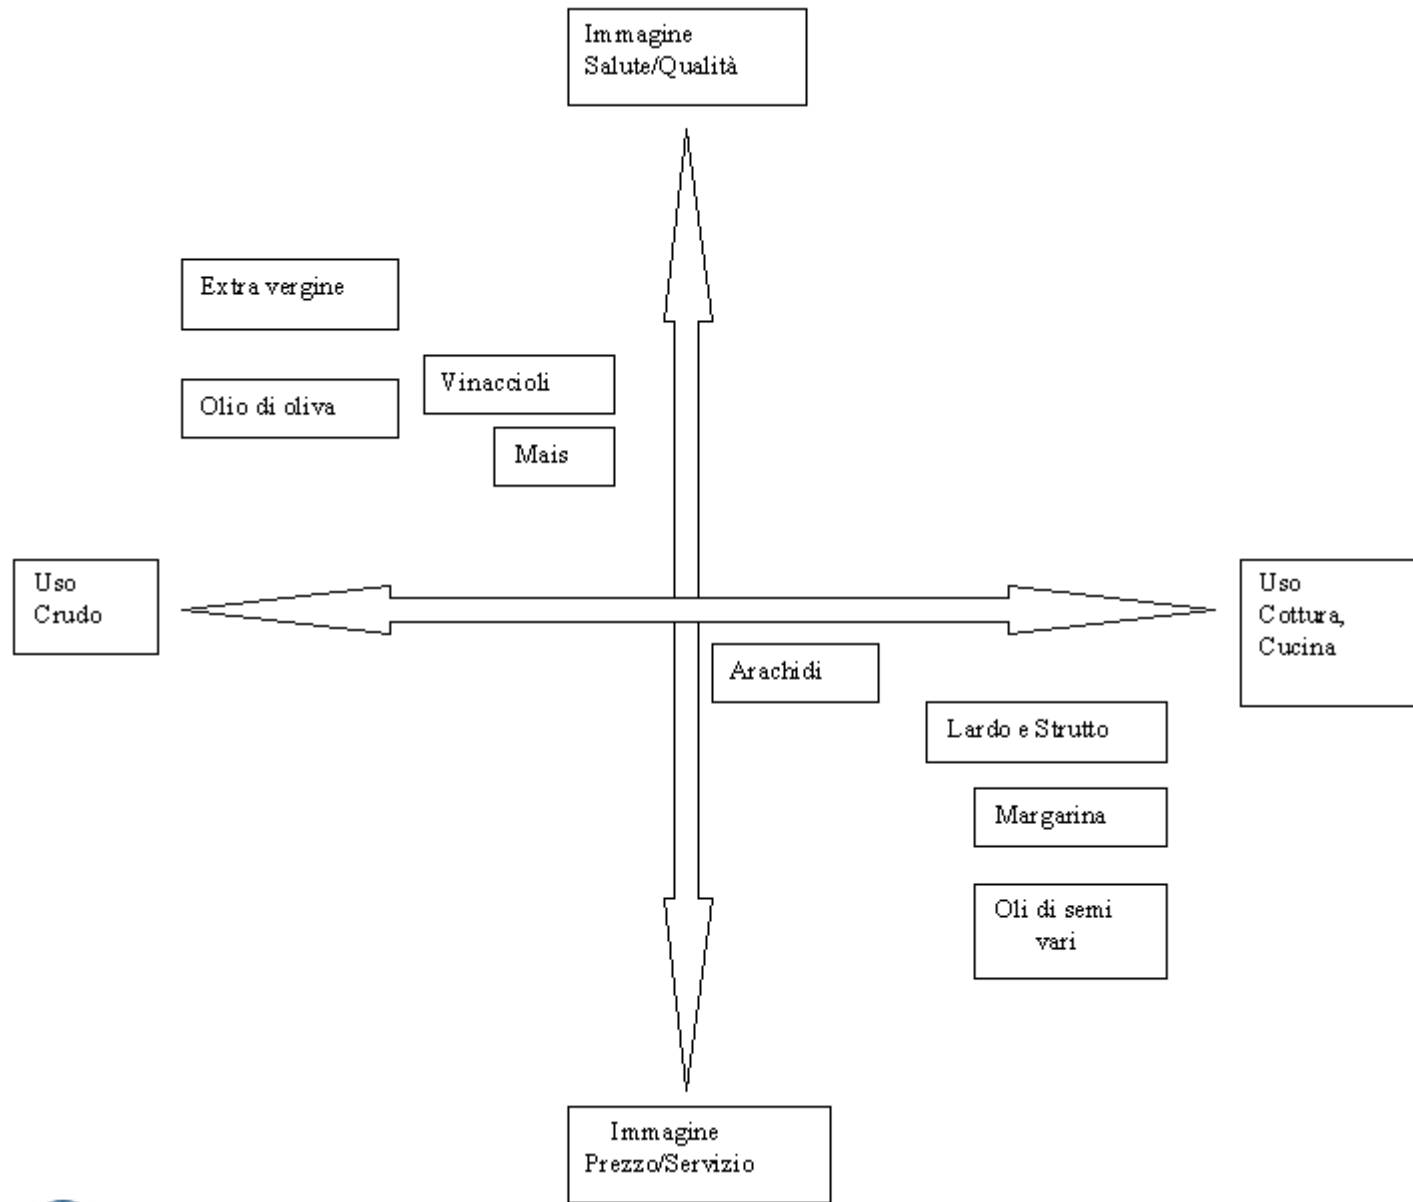 Immagine
Salute/Qualità
Extra vergine
Vinaccioli
Olio di oliva
Mais
Uso
Crudo
Uso
Cottura,
Cucina
Arachidi
Lardo e Strutto
Margarina
Oli di semi
vari
Immagine
Prezzo/Servizio